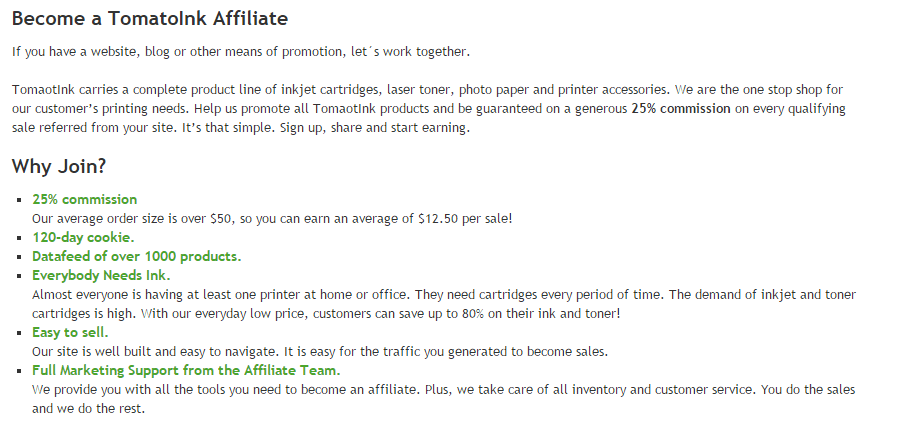 Become a TomatoInk Affiliate
If you have a website, blog or other means of promotion, let´s work together.
TomaotInk carries a complete product line of inkjet cartridges, laser toner, photo paper and printer accessories. We are the one stop shop for
our customer's printing needs. Help us promote all TomaotInk products and be guaranteed on a generous 25% commission on every qualifying
sale referred from your site. It's that simple. Sign up, share and start earning.
Why Join?
25% commission
Our average order size is over $50, so you can earn an average of $12.50 per sale!
120-day cookie.
Datafeed of over 1000 products.
Everybody Needs Ink.
Almost everyone is having at least one printer at home or office. They need cartridges every period of time. The demand of inkjet and toner
cartridges is high. With our everyday low price, customers can save up to 80% on their ink and toner!
Easy to sell.
Our site is well built and easy to navigate. It is easy for the traffic you generated to become sales.
Full Marketing Support from the Affiliate Team.
We provide you with all the tools you need to become an affiliate. Plus, we take care of all inventory and customer service. You do the sales
and we do the rest.